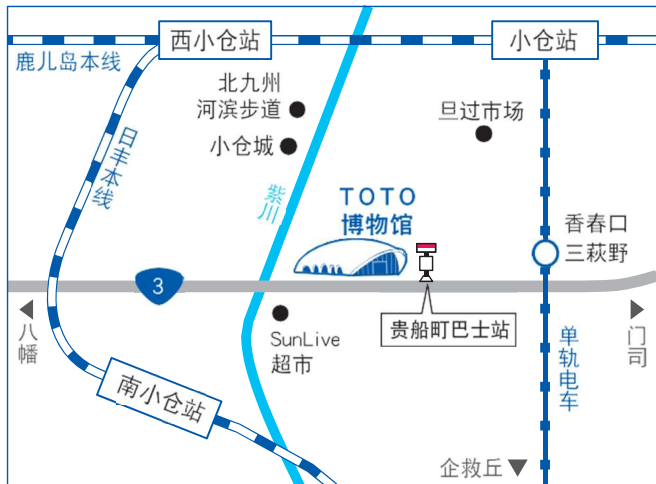 西小仓站
小仓站
鹿儿岛本线
北九州
河滨步道
旦过市场
小仓城
日丰本线
紫川
TOTO
博物馆
香春口
三萩野
3
八幡
贵船町巴士站
门司
SunLive
超市
单轨电车
南小仓站
企救丘